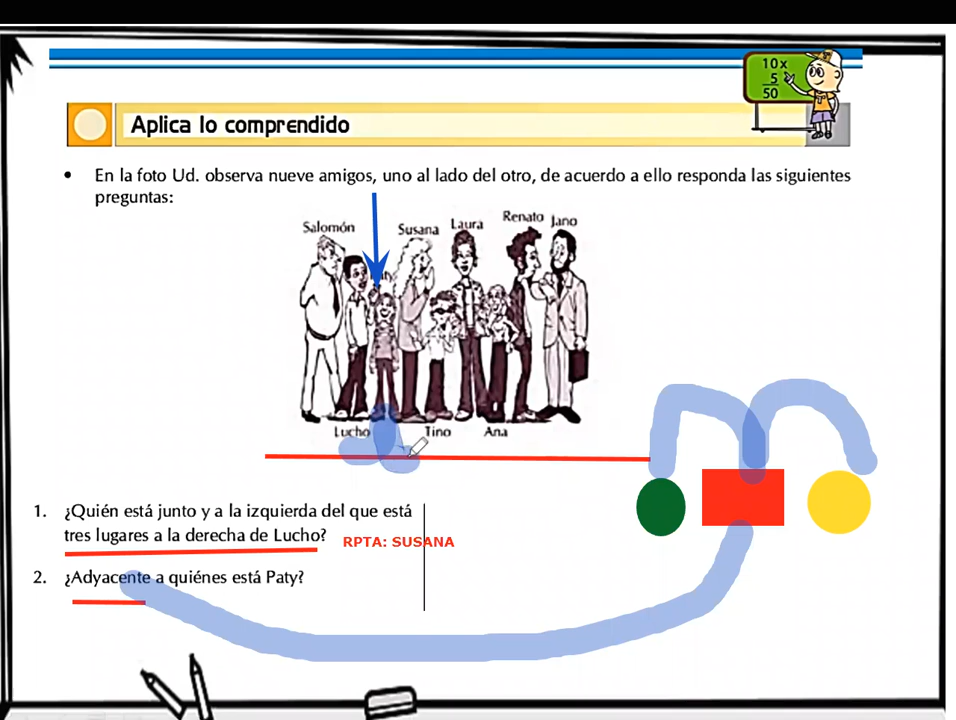 10x
5
50
Aplica lo comprendido
• En la foto Ud. observa nueve amigos, uno al lado del otro, de acuerdo a ello responda las siguientes
preguntas:
Salomón
Susana
Laura
Renato
Jano
Lucho
Tino
Ana
1. ¿Quién está junto y a la izquierda del que está
tres lugares a la derecha de Lucho?
RPTA: SUSANA
2. ¿Adyacente a quiénes está Paty?